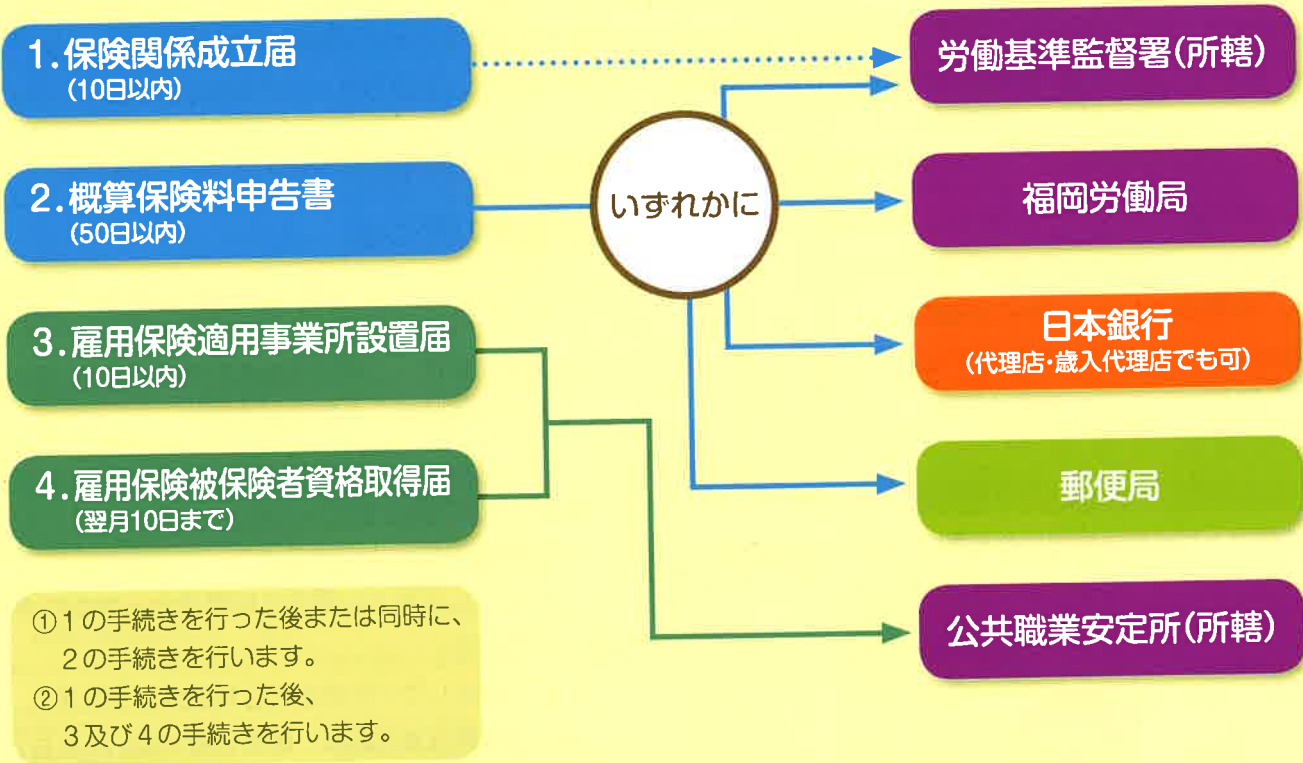 1.保険関係成立届
(10日以内)
2.概算保険料申告書
(50日以内)
3.雇用保険適用事業所設置届
(10日以内)
4.雇用保険被保険者資格取得届
(翌月10日まで)
①1の手続きを行った後または同時に、
2の手続きを行います。
②1の手続きを行った後、
3及び4の手続きを行います。
いずれかに
労働基準監督署(所轄)
福岡労働局
日本銀行
(代理店・歳入代理店でも可)
郵便局
公共職業安定所(所轄)